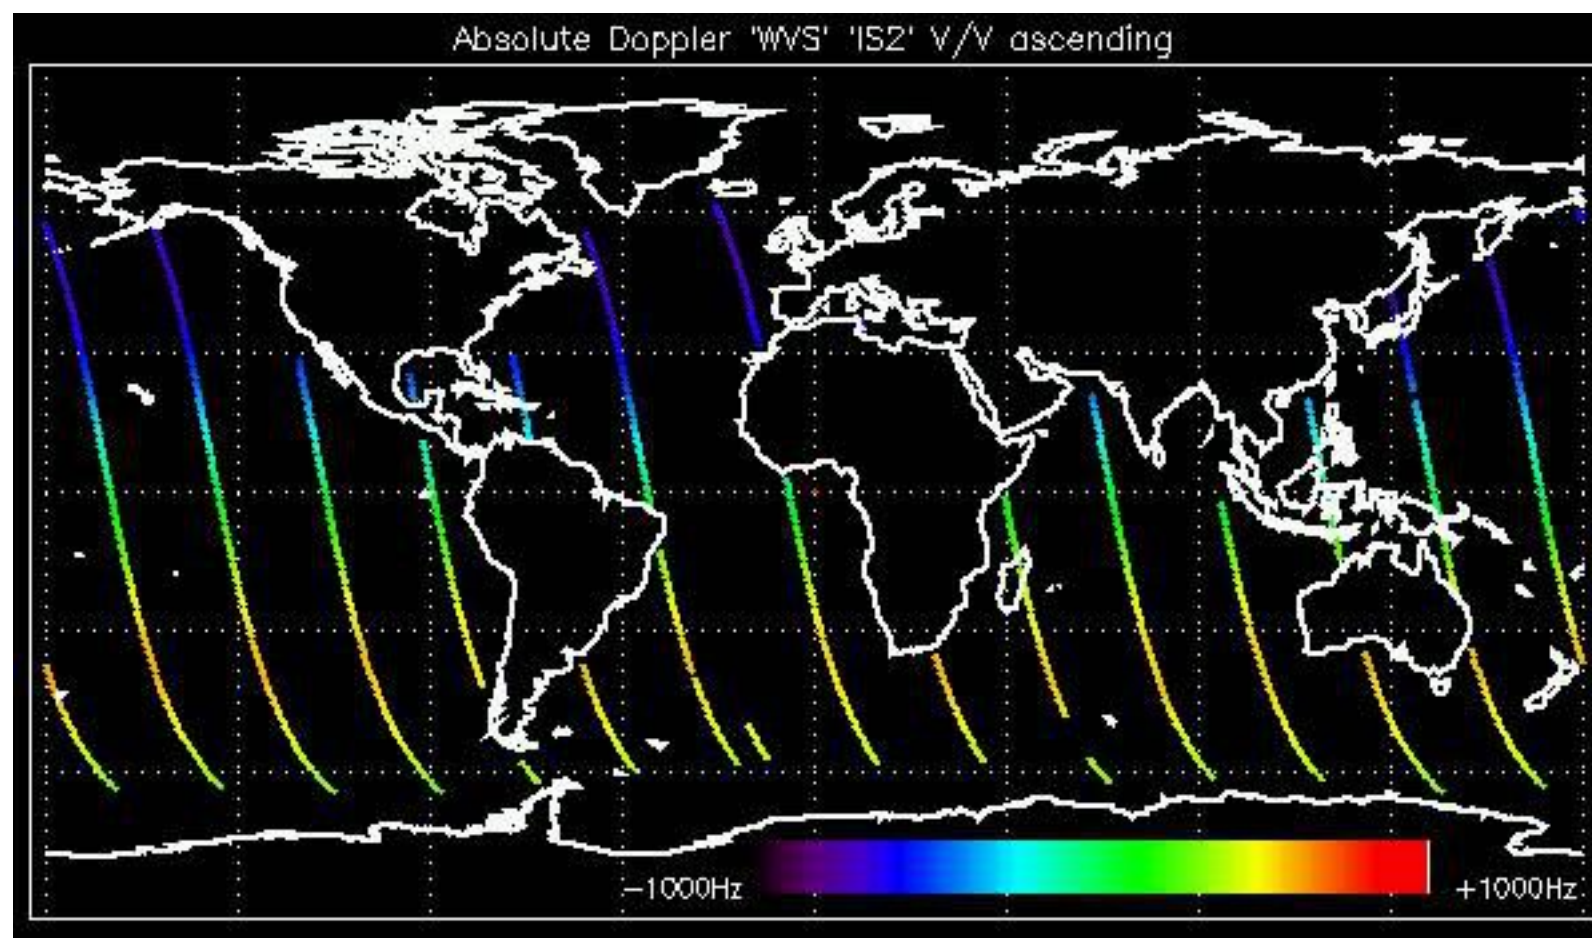 Absolute Doppler 'WVS' 'IS2' V/V ascending
-1000Hz +1000Hz